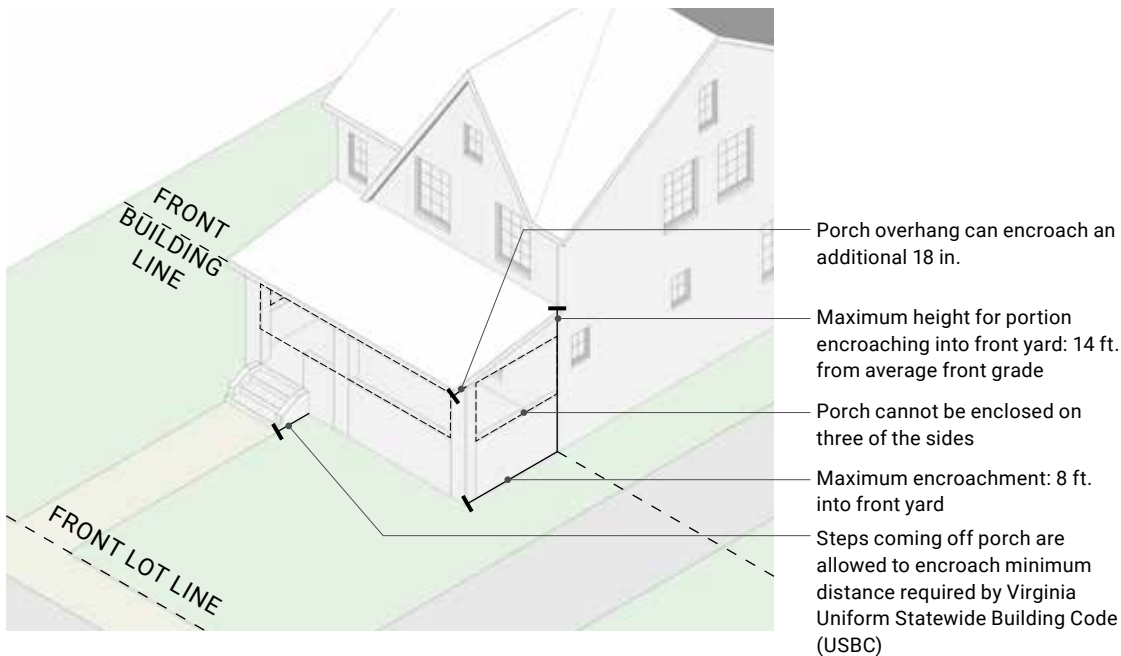 FRONT
BUILDING
LINE
FRONT LOT LINE
Porch overhang can encroach an
additional 18 in.
Maximum height for portion
encroaching into front yard: 14 ft.
from average front grade
Porch cannot be enclosed on
three of the sides
Maximum encroachment: 8 ft.
into front yard
Steps coming off porch are
allowed to encroach minimum
distance required by Virginia
Uniform Statewide Building Code
(USBC)